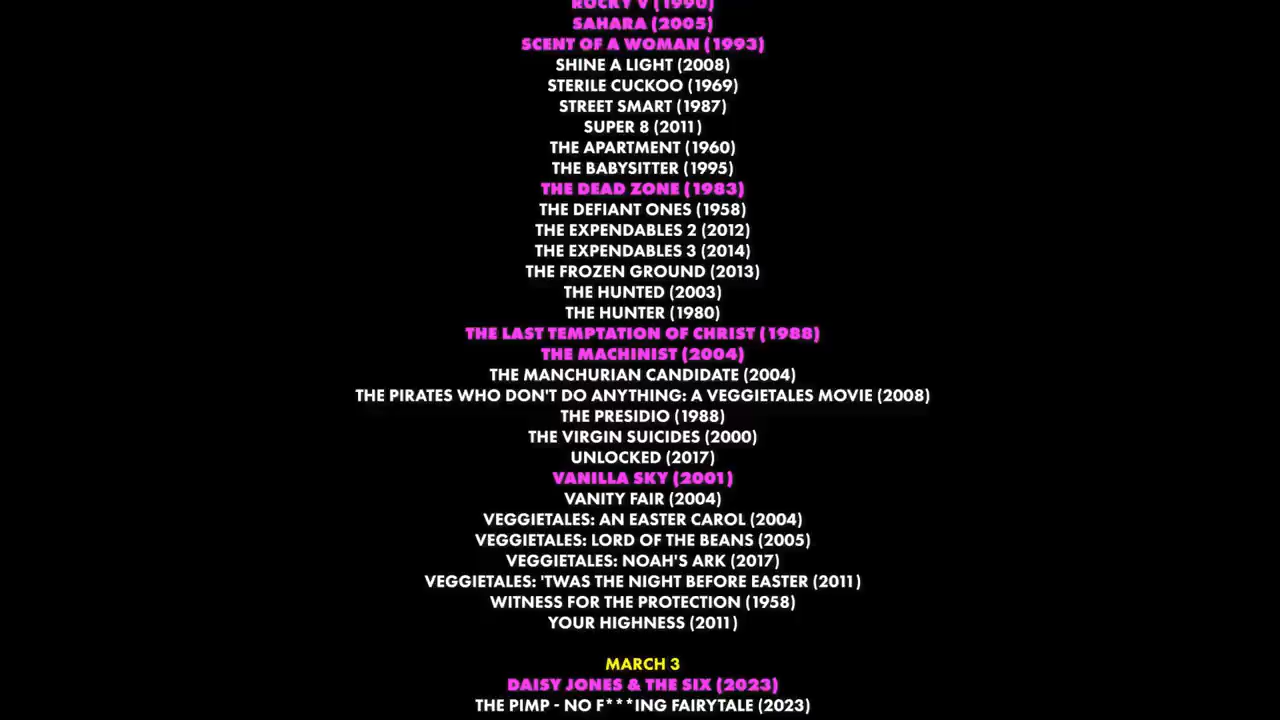 ROCKY V (1990)
SAHARA (2005)
SCENT OF A WOMAN (1993)
SHINE A LIGHT (2008)
STERILE CUCKOO (1969)
STREET SMART (1987)
SUPER 8 (2011)
THE APARTMENT (1960)
THE BABYSITTER (1995)
THE DEAD ZONE (1983)
THE DEFIANT ONES (1958)
THE EXPENDABLES 2 (2012)
THE EXPENDABLES 3 (2014)
THE FROZEN GROUND (2013)
THE HUNTED (2003)
THE HUNTER (1980)
THE LAST TEMPTATION OF CHRIST (1988)
THE MACHINIST (2004)
THE MANCHURIAN CANDIDATE (2004)
THE PIRATES WHO DON'T DO ANYTHING: A VEGGIETALES MOVIE (2008)
THE PRESIDIO (1988)
THE VIRGIN SUICIDES (2000)
UNLOCKED (2017)
VANILLA SKY (2001)
VANITY FAIR (2004)
VEGGIETALES: AN EASTER CAROL (2004)
VEGGIETALES: LORD OF THE BEANS (2005)
VEGGIETALES: NOAH'S ARK (2017)
VEGGIETALES: 'TWAS THE NIGHT BEFORE EASTER (2011)
WITNESS FOR THE PROTECTION (1958)
YOUR HIGHNESS (2011)
MARCH 3
DAISY JONES & THE SIX (2023)
THE PIMP - NO F***ING FAIRYTALE (2023)